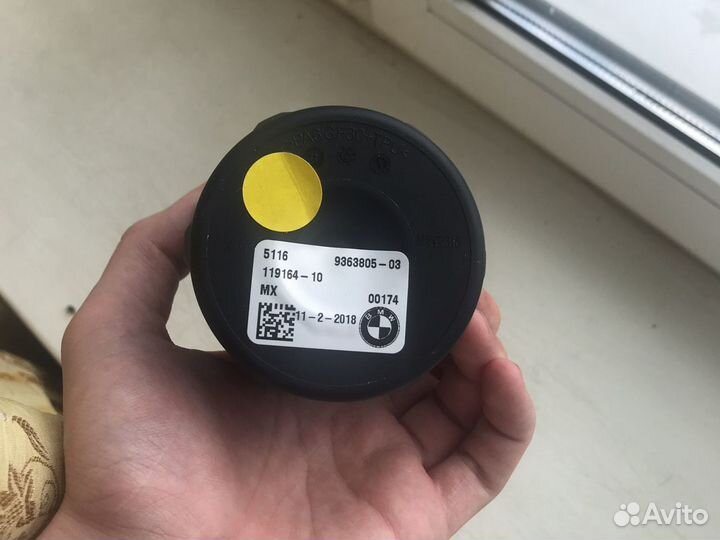 5116 9363805-03
119164-10
MX 00174
11-2-2018 BMW
Avito